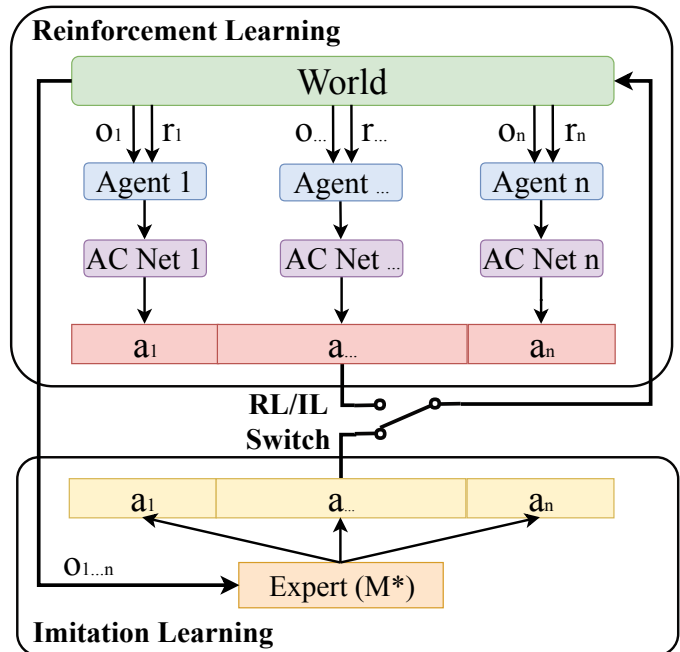 Reinforcement Learning
World
o1 r1 o... r... on rn
Agent 1 Agent ... Agent n
AC Net 1 AC Net ... AC Net n
a1 a... an
RL/IL
Switch
a1 a... an
o1...n
Expert (M*)
Imitation Learning